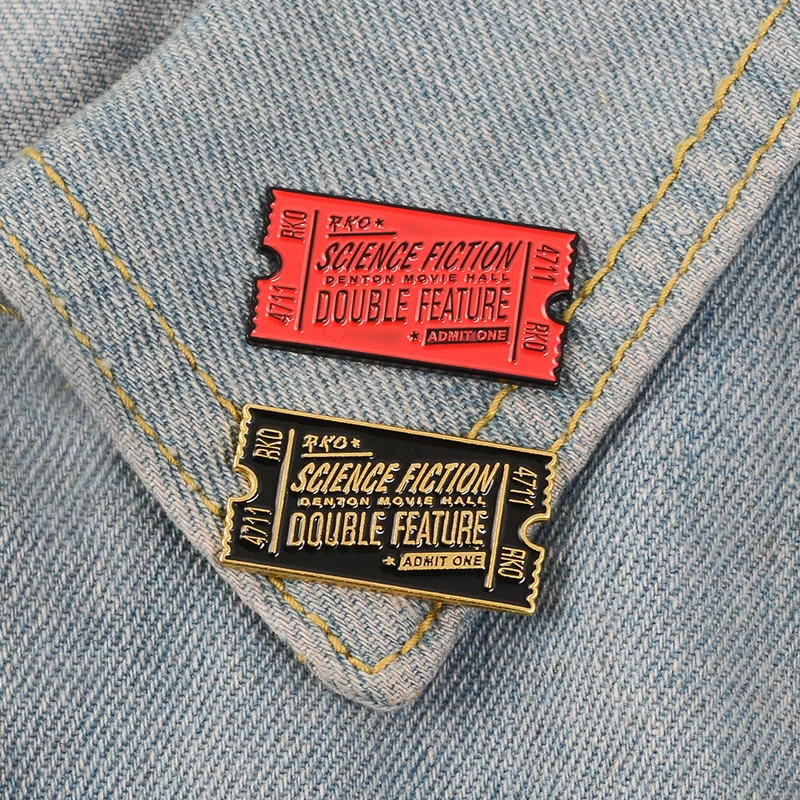 RKO
4711
RKO*
SCIENCE FICTION
DENTON MOVIE HALL
DOUBLE FEATURE
* ADMIT ONE
4711
RKO
RKO
4711
RKO*
SCIENCE FICTION
DENTON MOVIE HALL
DOUBLE FEATURE
* ADMIT ONE
4711
RKO